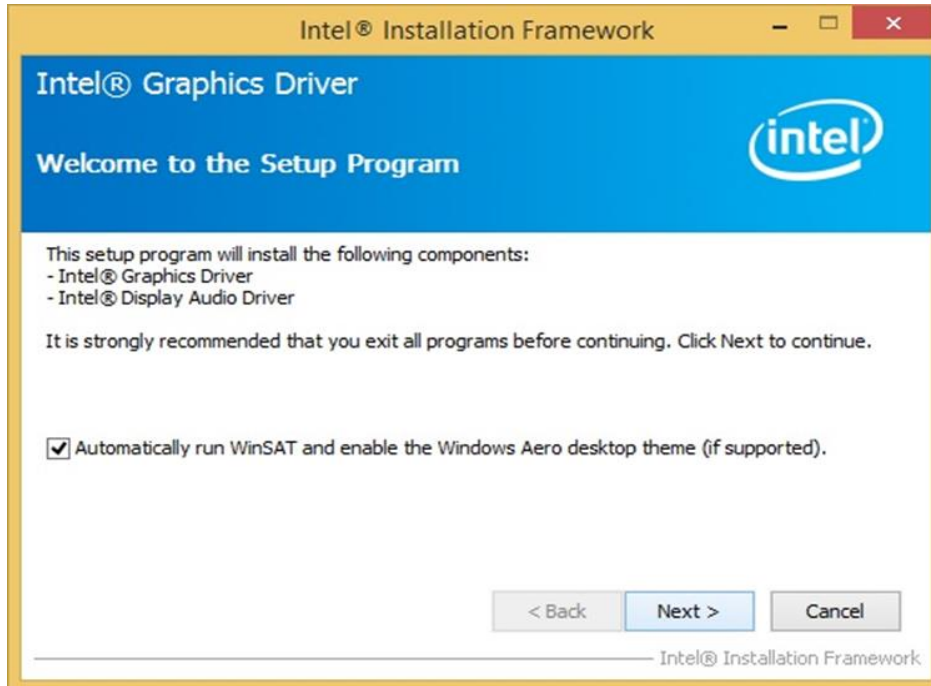 Intel® Installation Framework
Intel® Graphics Driver
intel
Welcome to the Setup Program
This setup program will install the following components:
- Intel® Graphics Driver
- Intel® Display Audio Driver
It is strongly recommended that you exit all programs before continuing. Click Next to continue.
Automatically run WinSAT and enable the Windows Aero desktop theme (if supported).
< Back Next > Cancel
Intel® Installation Framework